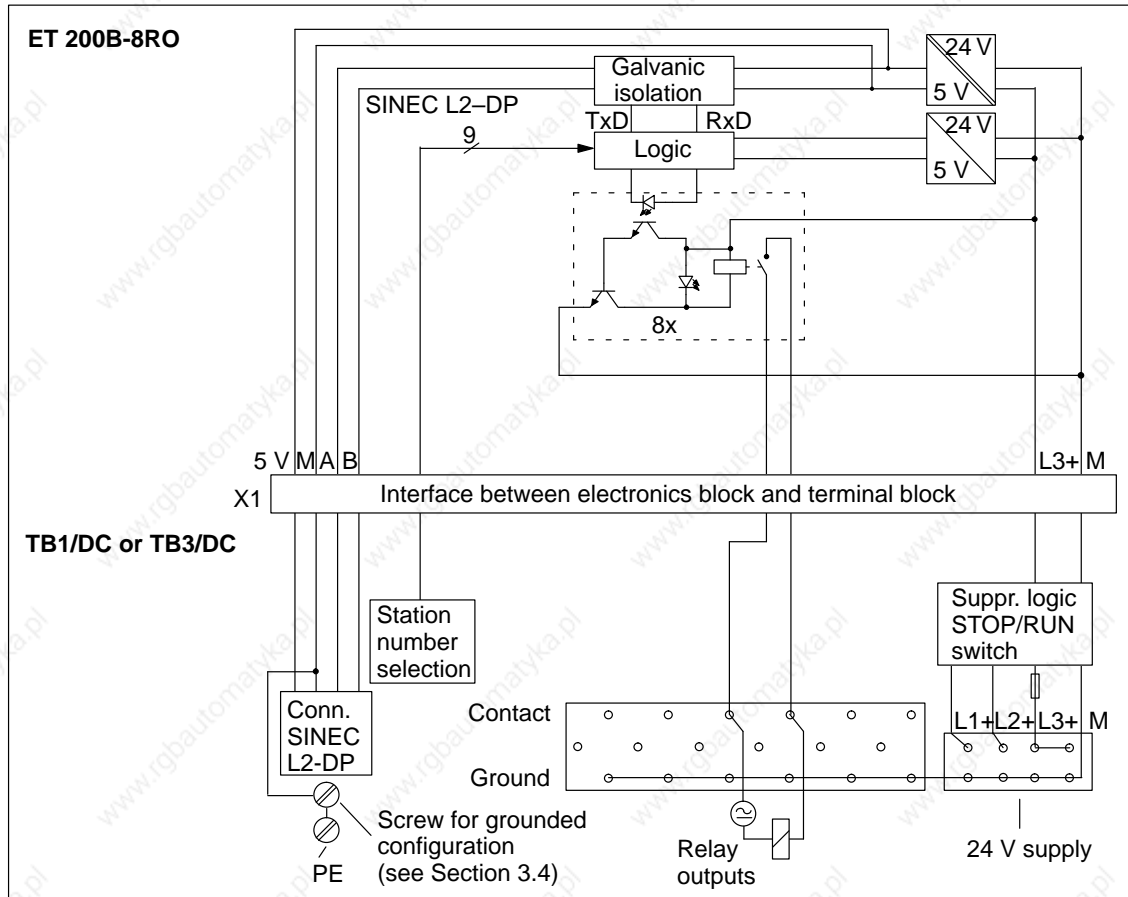 ET 200B-8RO
Galvanic
isolation
24 V
5 V
SINEC L2–DP
9
TxD
RxD
Logic
24 V
5 V
8x
5 V M A B
L3+ M
X1
Interface between electronics block and terminal block
TB1/DC or TB3/DC
Station
number
selection
Suppr. logic
STOP/RUN
switch
Conn.
SINEC
L2-DP
Contact
Ground
L1+ L2+ L3+ M
Screw for grounded
configuration
(see Section 3.4)
PE
Relay
outputs
24 V supply
www.rgbautomatyka.pl